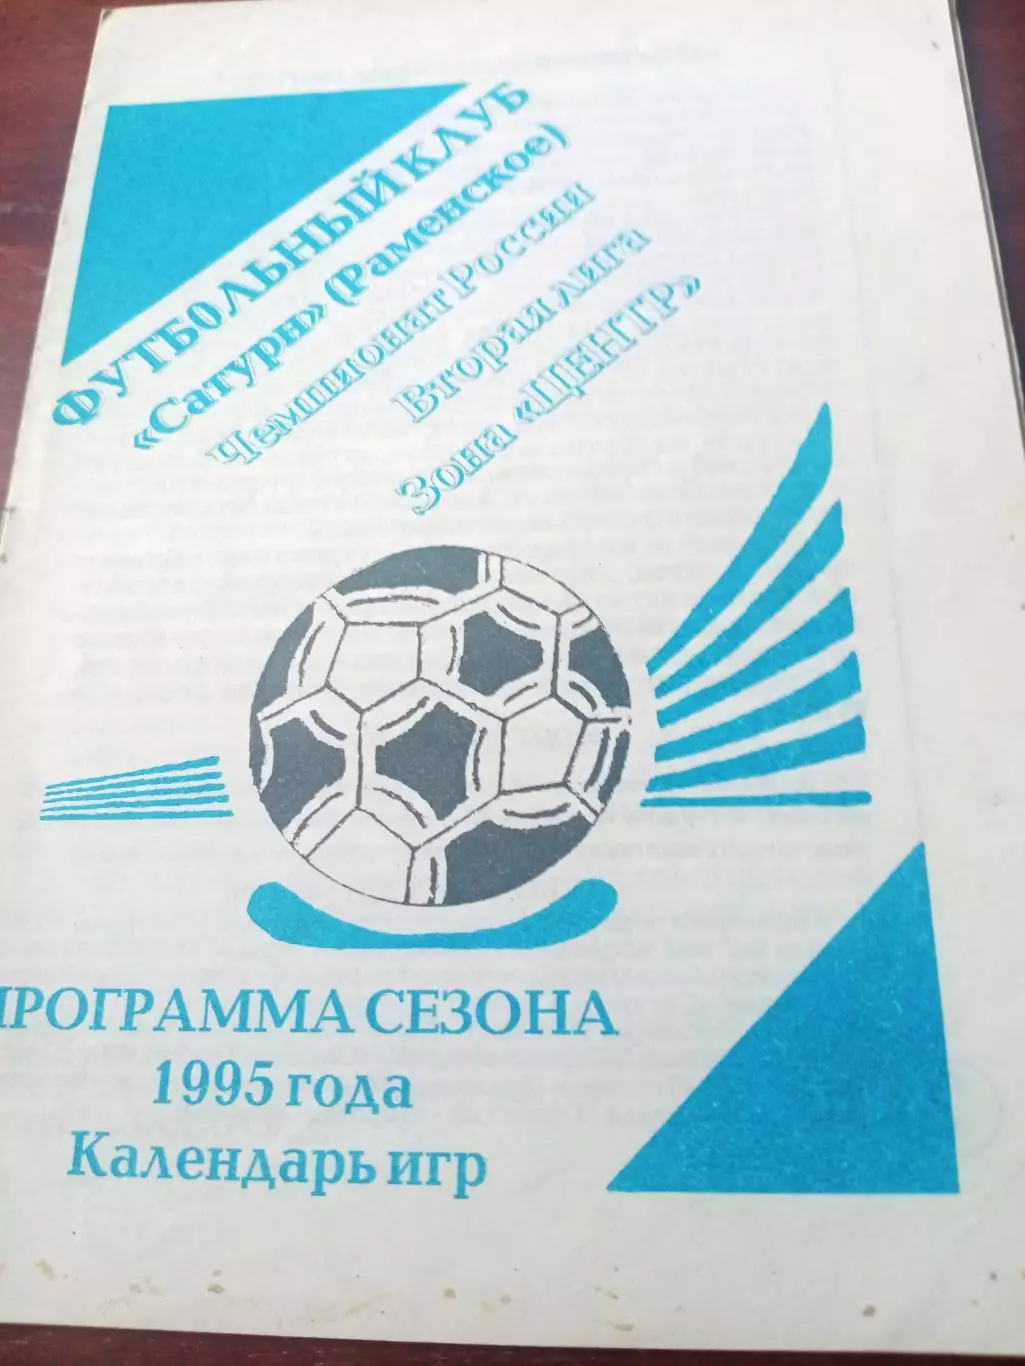 ФУТБОЛЬНЫЙ КЛУБ
«Сатурн» (Раменское)
Чемпионат России
Вторая лига
Зона «ЦЕНТР»
ПРОГРАММА СЕЗОНА
1995 года
Календарь игр